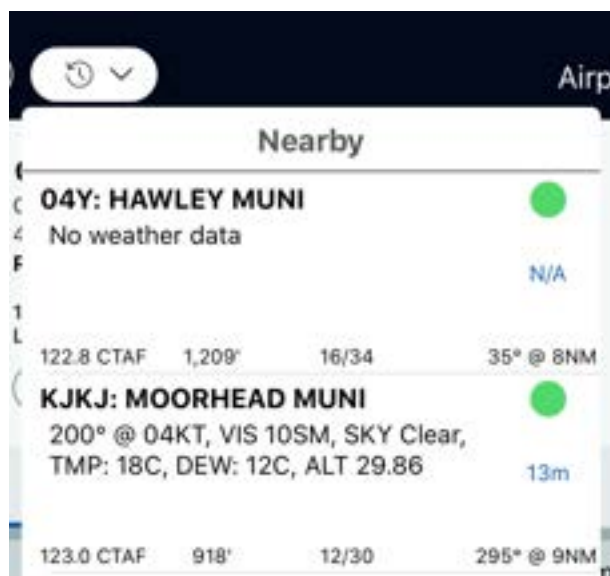 Airp
Nearby
04Y: HAWLEY MUNI
No weather data
N/A
122.8 CTAF 1,209' 16/34 35° @ 8NM
KJKJ: MOORHEAD MUNI
200° @ 04KT, VIS 10SM, SKY Clear,
TMP: 18C, DEW: 12C, ALT 29.86
13m
123.0 CTAF 918' 12/30 295° @ 9NM